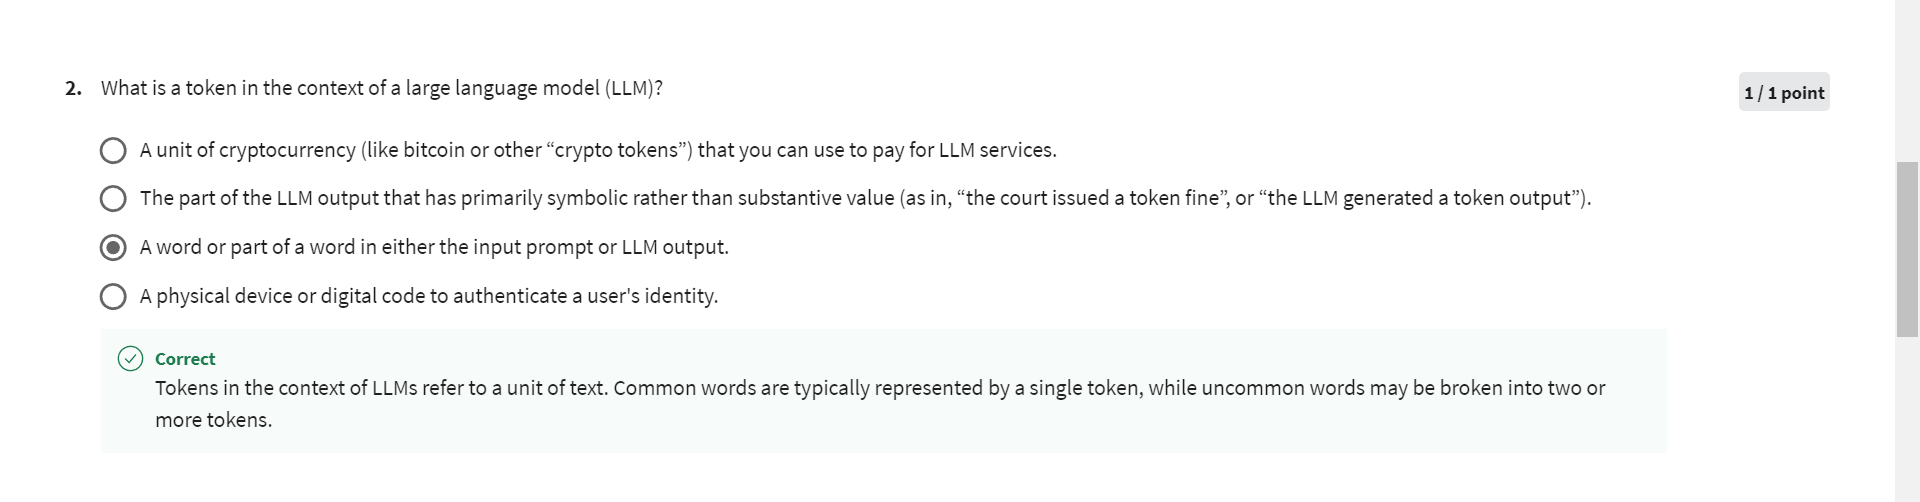 2. What is a token in the context of a large language model (LLM)?
1 / 1 point
A unit of cryptocurrency (like bitcoin or other “crypto tokens”) that you can use to pay for LLM services.
The part of the LLM output that has primarily symbolic rather than substantive value (as in, “the court issued a token fine”, or “the LLM generated a token output”).
A word or part of a word in either the input prompt or LLM output.
A physical device or digital code to authenticate a user's identity.
Correct
Tokens in the context of LLMs refer to a unit of text. Common words are typically represented by a single token, while uncommon words may be broken into two or
more tokens.